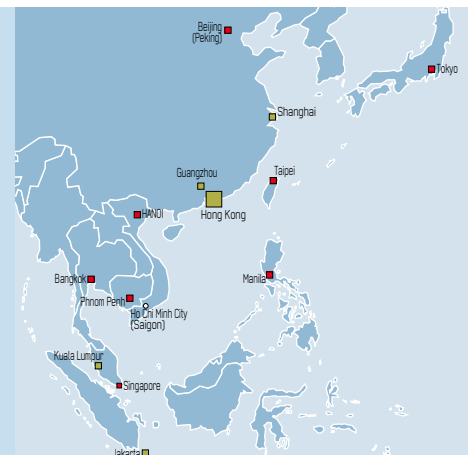 Beijing
(Peking)
Tokyo
Shanghai
Guangzhou
Taipei
Hong Kong
HANOI
Bangkok
Manila
Phnom Penh
Ho Chi Minh City
(Saigon)
Kuala Lumpur
Singapore
Jakarta